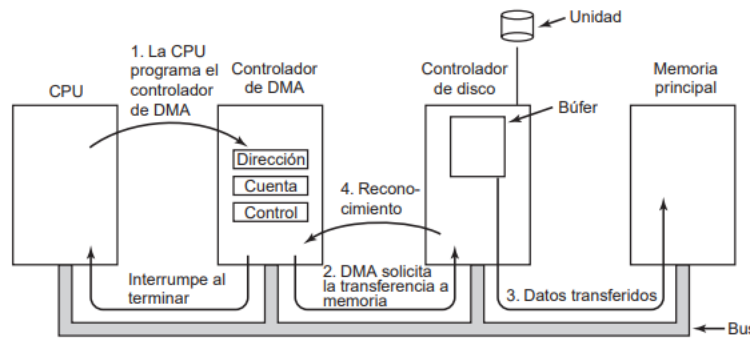 Unidad
1. La CPU
programa el
controlador
de DMA
CPU
Controlador
de DMA
Controlador
de disco
Memoria
principal
Búfer
Dirección
Cuenta
Control
4. Recono-
cimiento
Interrumpe al
terminar
2. DMA solicita
la transferencia a
memoria
3. Datos transferidos
Bus